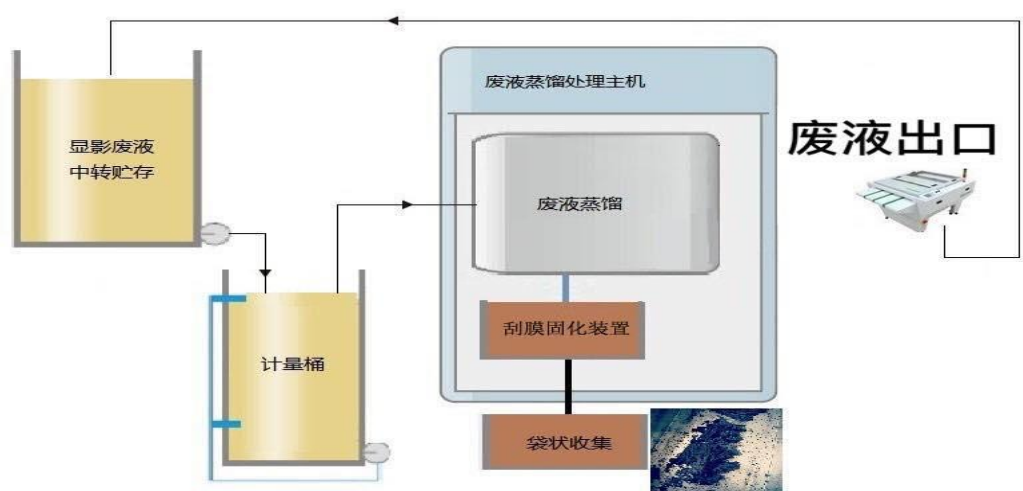 废液蒸馏处理主机
废液出口
显影废液
中转贮存
废液蒸馏
刮膜固化装置
计量桶
袋状收集